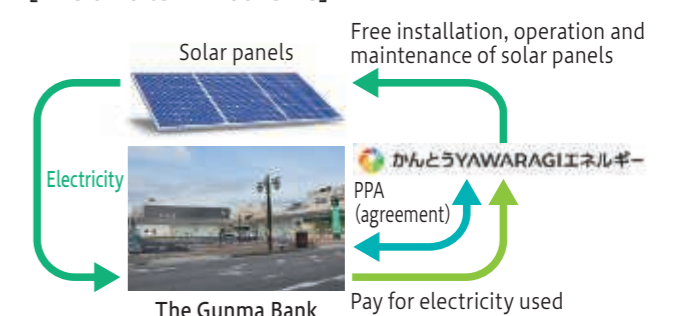 Free installation, operation and
maintenance of solar panels
Solar panels
Electricity
かんとうYAWARAGIエネルギー
PPA
(agreement)
Pay for electricity used
The Gunma Bank